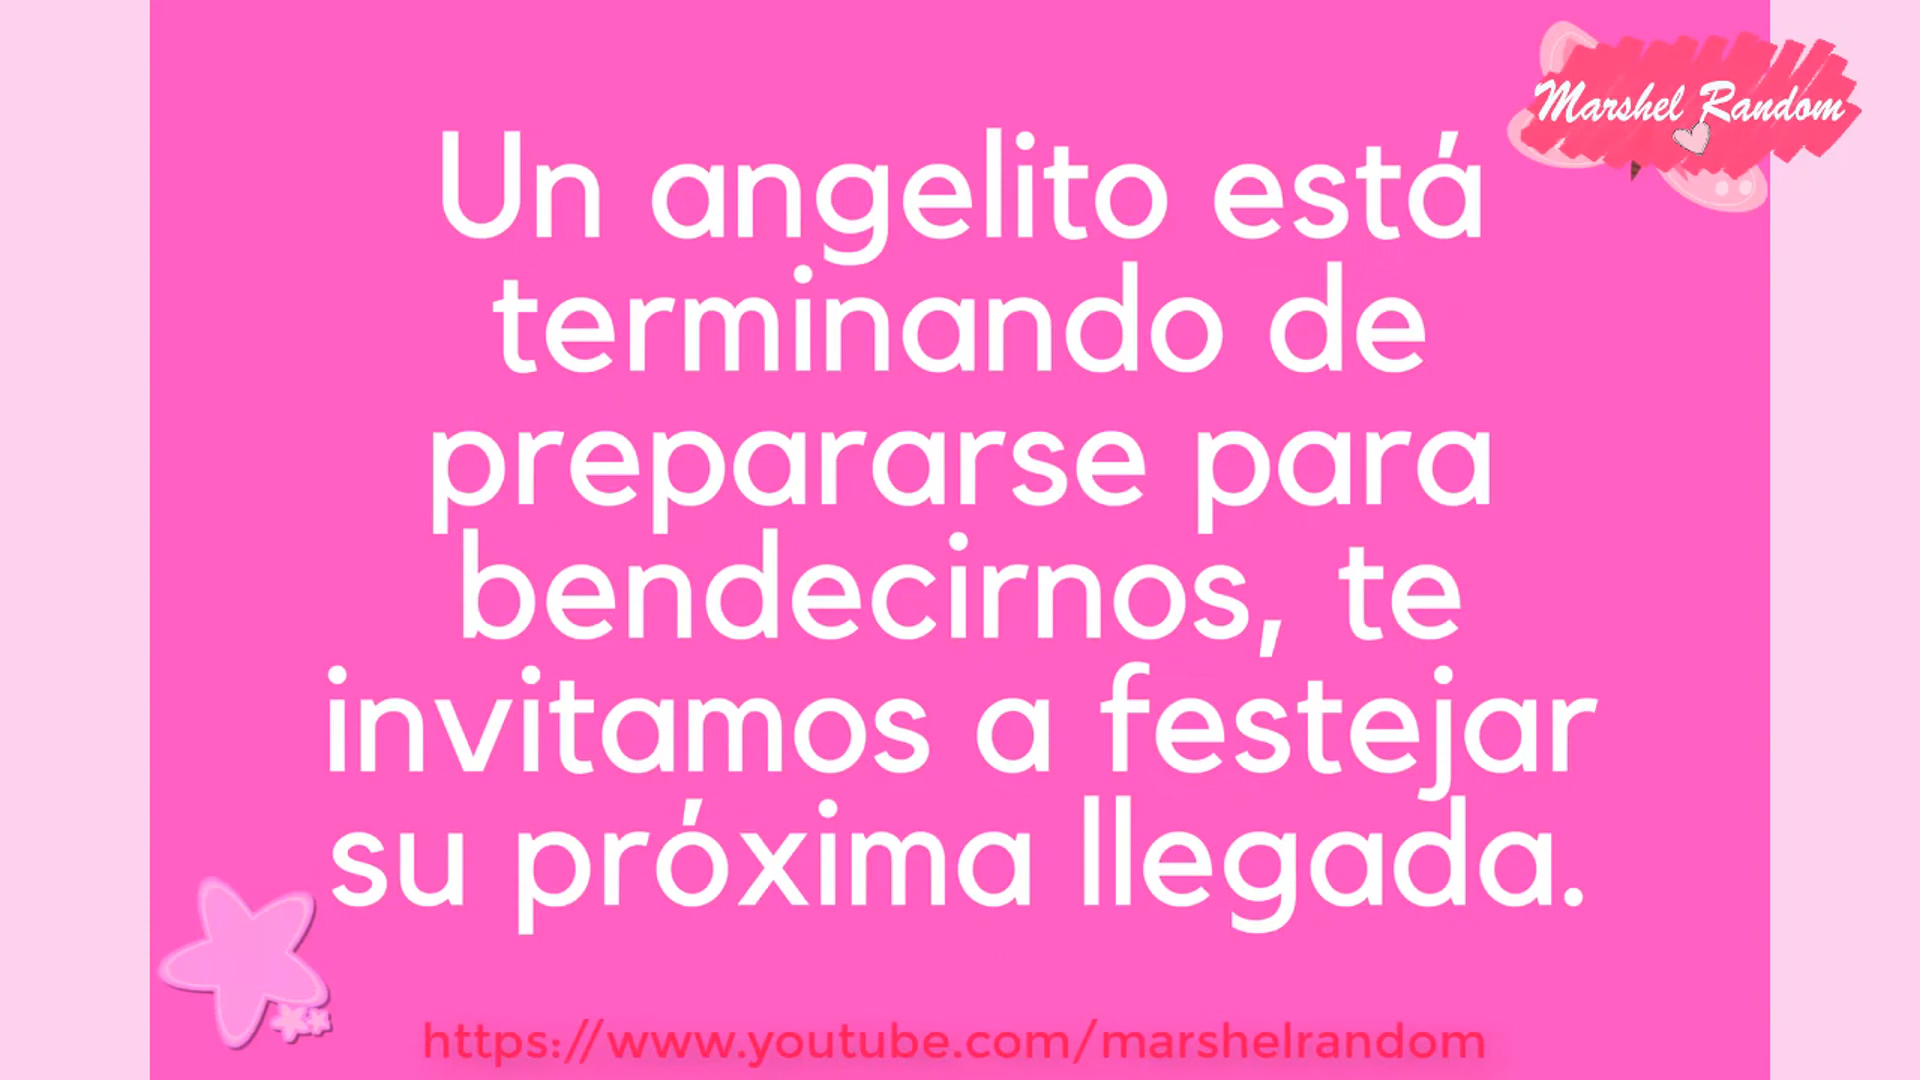 Marshel Random
Un angelito está
terminando de
prepararse para
bendecirnos, te
invitamos a festejar
su próxima llegada.
https://www.youtube.com/marshelrandom